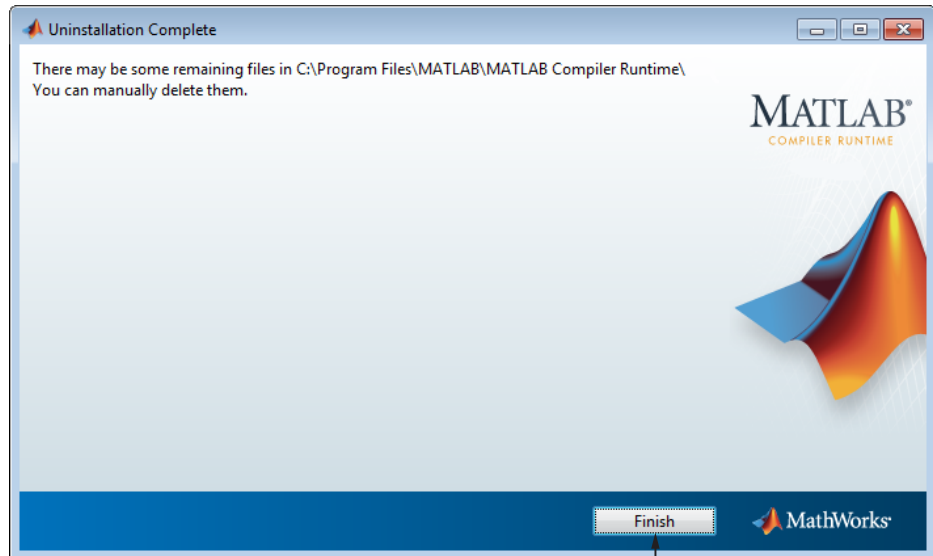 Uninstallation Complete
There may be some remaining files in C:\Program Files\MATLAB\MATLAB Compiler Runtime\
You can manually delete them.
MATLAB®
COMPILER RUNTIME
Finish
MathWorks®